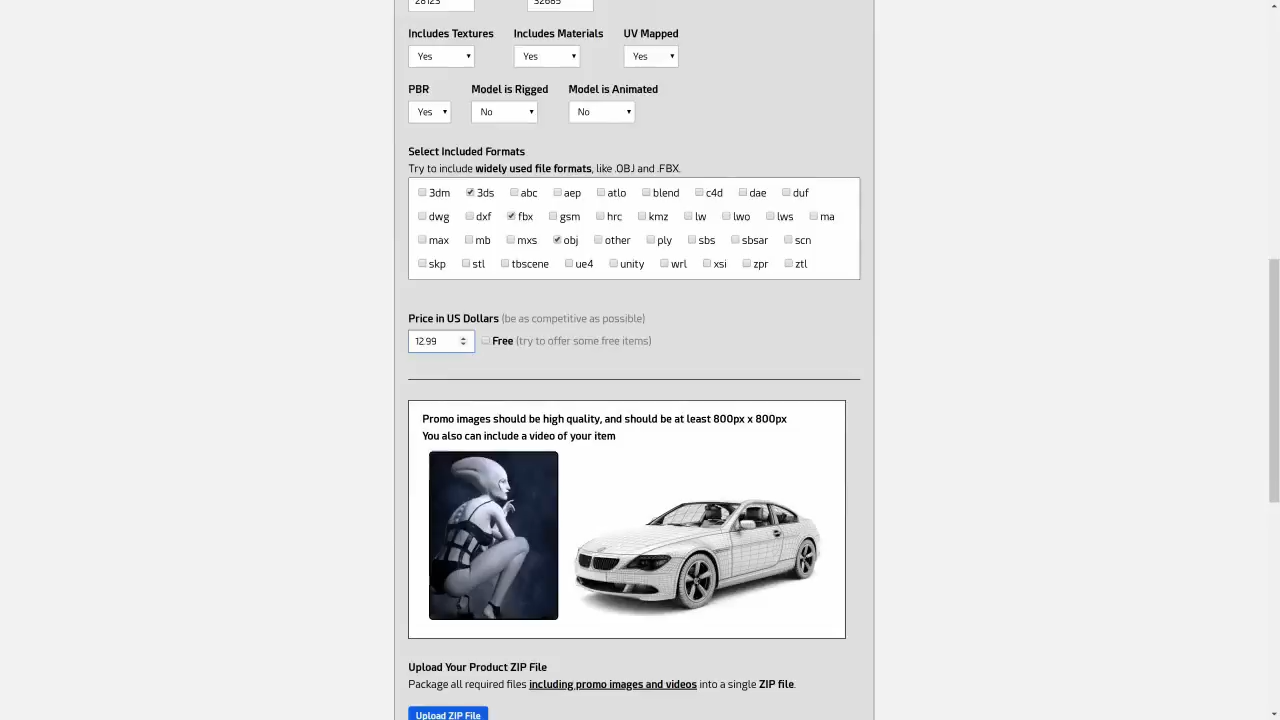 28123 32685
Includes Textures Includes Materials UV Mapped
Yes Yes Yes
PBR Model is Rigged Model is Animated
Yes No No
Select Included Formats
Try to include widely used file formats, like .OBJ and .FBX.
3dm 3ds abc aep atlo blend c4d dae duf
dwg dxf fbx gsm hrc kmz lw lwo lws ma
max mb mxs obj other ply sbs sbsar scn
skp stl tbscene ue4 unity wrl xsi zpr ztl
Price in US Dollars (be as competitive as possible)
12.99 Free (try to offer some free items)
Promo images should be high quality, and should be at least 800px x 800px
You also can include a video of your item
Upload Your Product ZIP File
Package all required files including promo images and videos into a single ZIP file.
Upload ZIP File